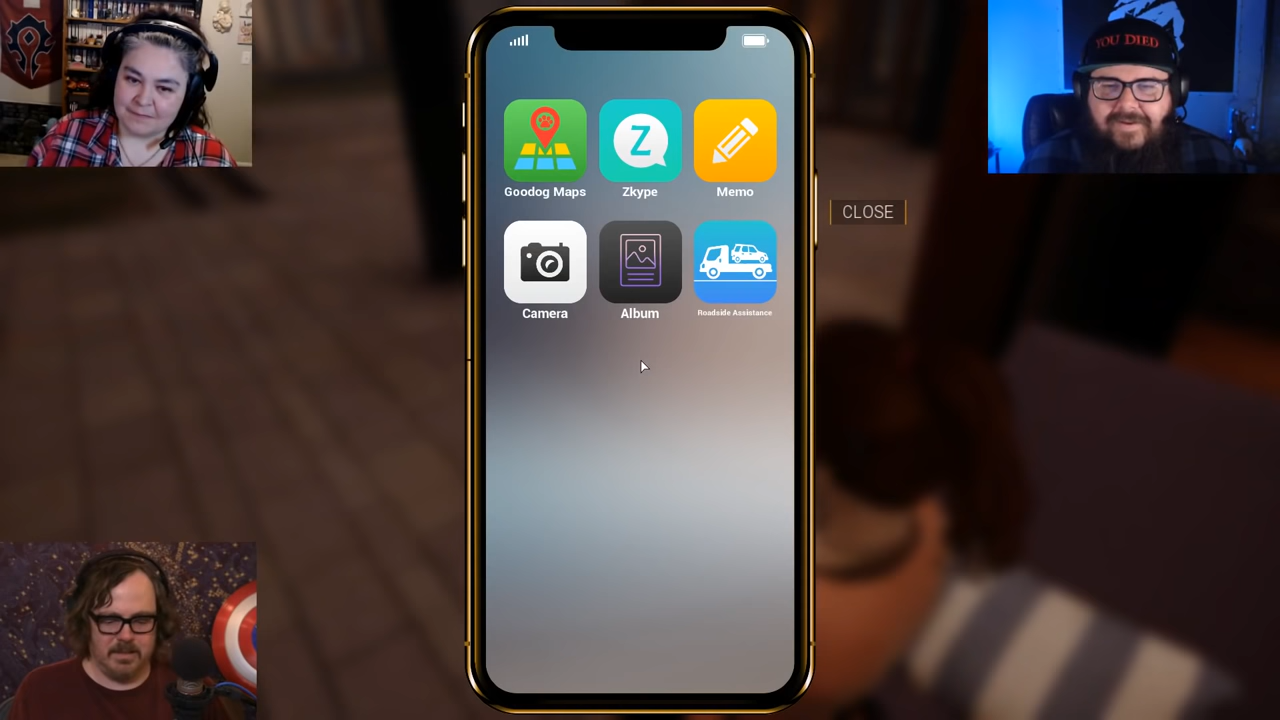 YOU DIED
Goodog Maps
Z
Zkype
Memo
CLOSE
Camera
Album
Roadside Assistance